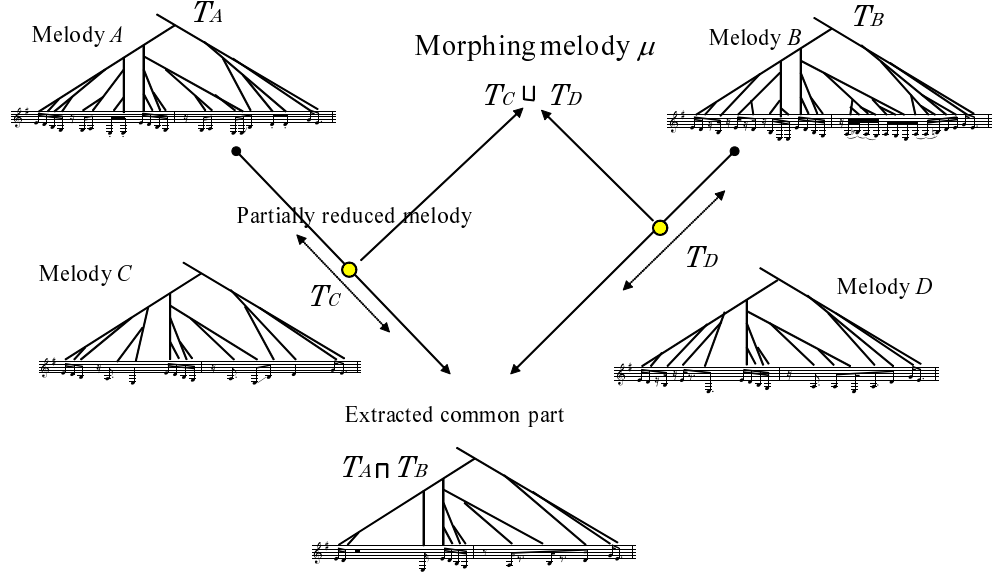 T_A
Melody A
Morphing melody μ
T_C ⊔ T_D
Melody B
T_B
Partially reduced melody
T_C
T_D
Melody C
Melody D
Extracted common part
T_A ⊓ T_B